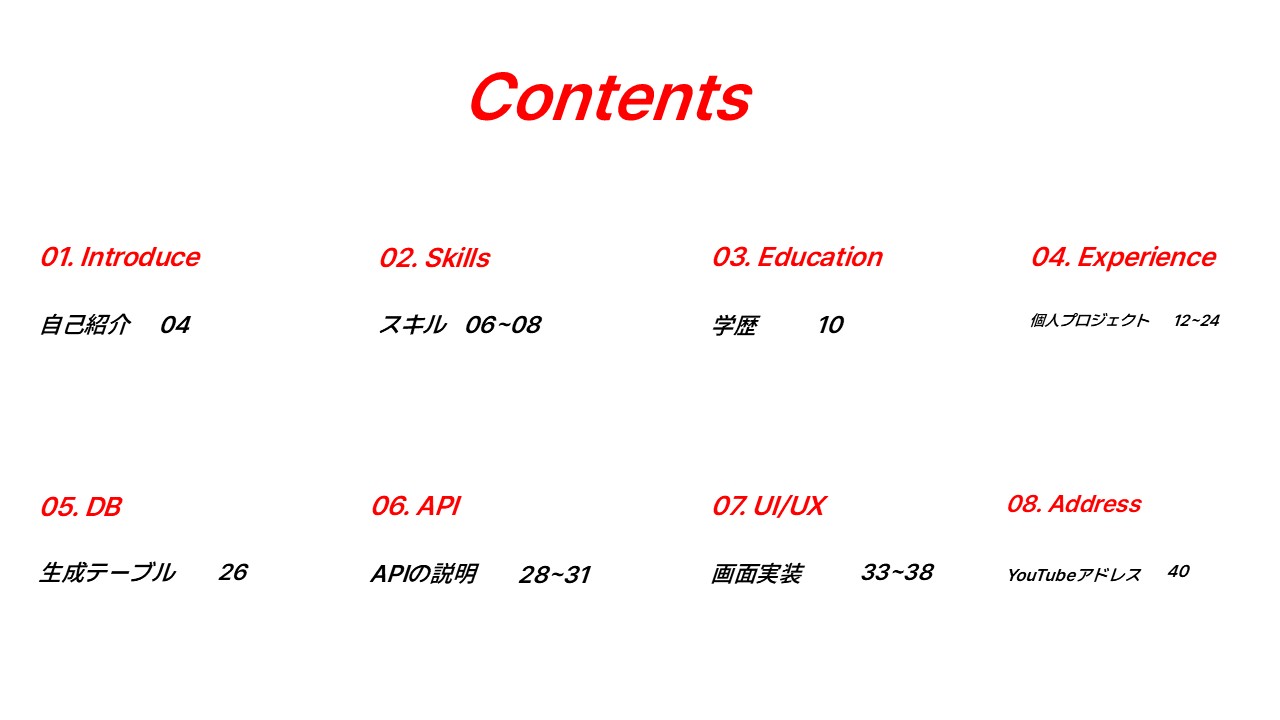 Contents
01. Introduce
自己紹介 04
02. Skills
スキル 06~08
03. Education
学歴 10
04. Experience
個人プロジェクト 12~24
05. DB
生成テーブル 26
06. API
APIの説明 28~31
07. UI/UX
画面実装 33~38
08. Address
YouTubeアドレス 40